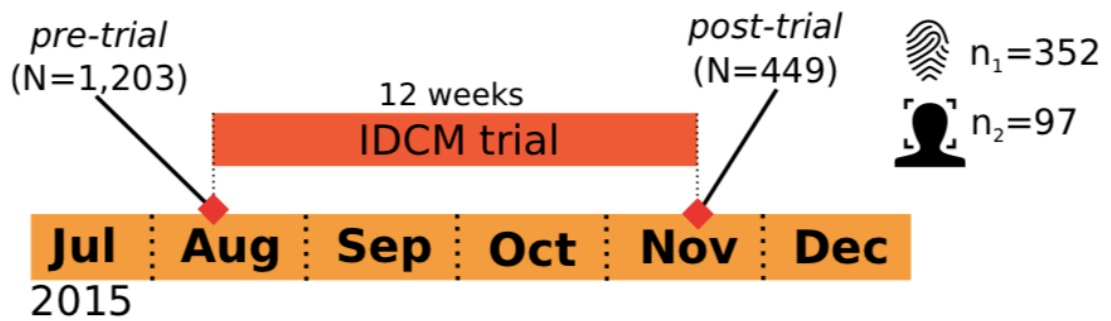 pre-trial
(N=1,203)
12 weeks
IDCM trial
post-trial
(N=449)
n₁=352
n₂=97
Jul Aug Sep Oct Nov Dec
2015